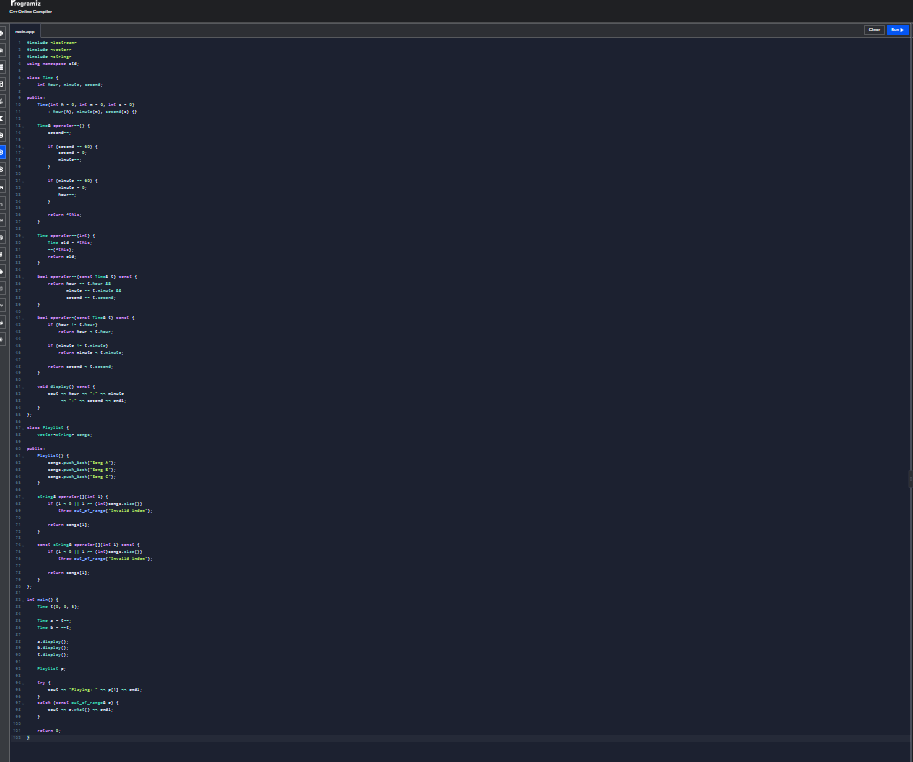 Programiz
C++ Online Compiler
main.cpp
Clear
Run
#include <iostream>
#include <vector>
#include <string>
using namespace std;
class Time {
int hour, minute, second;
public:
Time(int h = 0, int m = 0, int s = 0)
: hour(h), minute(m), second(s) {}
Time& operator++() {
second++;
if (second == 60) {
second = 0;
minute++;
}
if (minute == 60) {
minute = 0;
hour++;
}
return *this;
}
Time operator++(int) {
Time old = *this;
++(*this);
return old;
}
bool operator==(const Time& t) const {
return hour == t.hour &&
minute == t.minute &&
second == t.second;
}
bool operator<(const Time& t) const {
if (hour != t.hour)
return hour < t.hour;
if (minute != t.minute)
return minute < t.minute;
return second < t.second;
}
void display() const {
cout << hour << ":" << minute
<< ":" << second << endl;
}
};
class Playlist {
vector<string> songs;
public:
Playlist() {
songs.push_back("Song A");
songs.push_back("Song B");
songs.push_back("Song C");
}
string& operator[](int i) {
if (i < 0 || i >= (int)songs.size())
throw out_of_range("Invalid index");
return songs[i];
}
const string& operator[](int i) const {
if (i < 0 || i >= (int)songs.size())
throw out_of_range("Invalid index");
return songs[i];
}
};
int main() {
Time
Time a = t++;
Time b = ++t;
a.display();
b.display();
t.display();
Playlist p;
try {
cout << "Playing: " << << endl;
}
catch (const out_of_range& e) {
cout << e.what() << endl;
}
return 0;
}